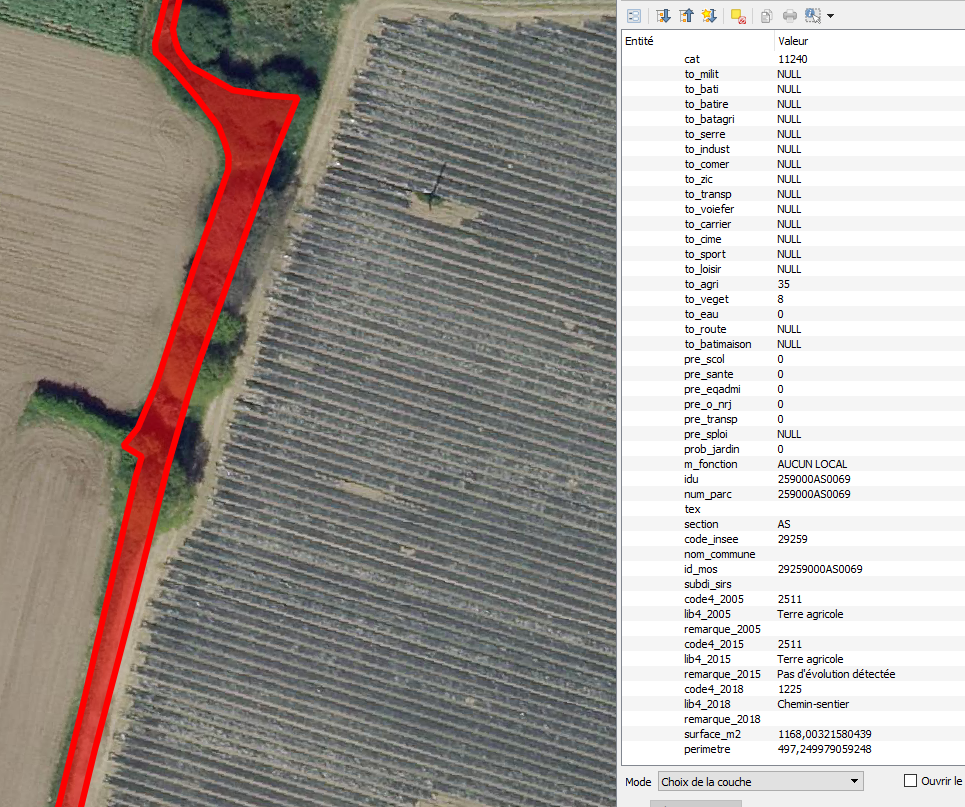 Entité Valeur
cat 11240
to_milit NULL
to_bati NULL
to_batire NULL
to_batagri NULL
to_serre NULL
to_indust NULL
to_comer NULL
to_zic NULL
to_transp NULL
to_voiefer NULL
to_carrier NULL
to_cime NULL
to_sport NULL
to_loisir NULL
to_agri 35
to_veget 8
to_eau 0
to_route NULL
to_batimaison NULL
pre_scol 0
pre_sante 0
pre_eqadmi 0
pre_o_nrj 0
pre_transp 0
pre_sploi NULL
prob_jardin 0
m_fonction AUCUN LOCAL
idu 259000AS0069
num_parc 259000AS0069
tex
section AS
code_insee 29259
nom_commune
id_mos 29259000AS0069
subdi_sirs
code4_2005 2511
lib4_2005 Terre agricole
remarque_2005
code4_2015 2511
lib4_2015 Terre agricole
remarque_2015 Pas d'évolution détectée
code4_2018 1225
lib4_2018 Chemin-sentier
remarque_2018
surface_m2 1168,00321580439
perimetre 497,249979059248
Mode Choix de la couche Ouvrir le